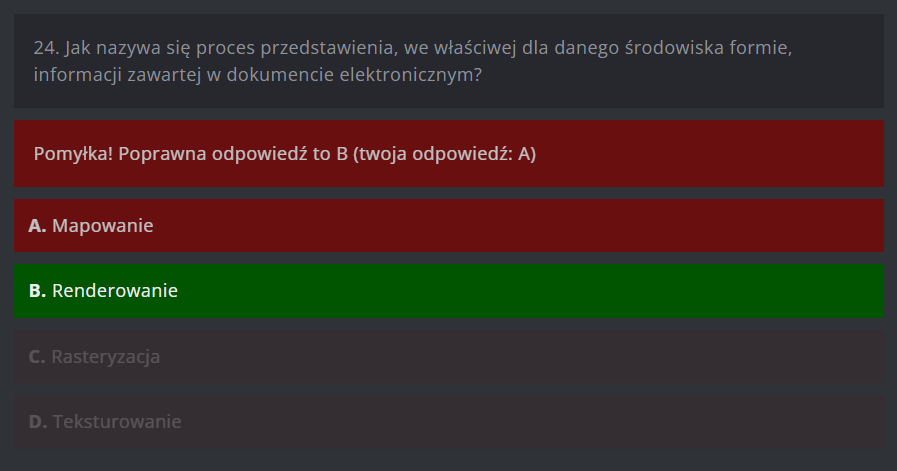 24. Jak nazywa się proces przedstawienia, we właściwej dla danego środowiska formie,
informacji zawartej w dokumencie elektronicznym?
Pomyłka! Poprawna odpowiedź to B (twoja odpowiedź: A)
A. Mapowanie
B. Renderowanie
C. Rasteryzacja
D. Teksturowanie